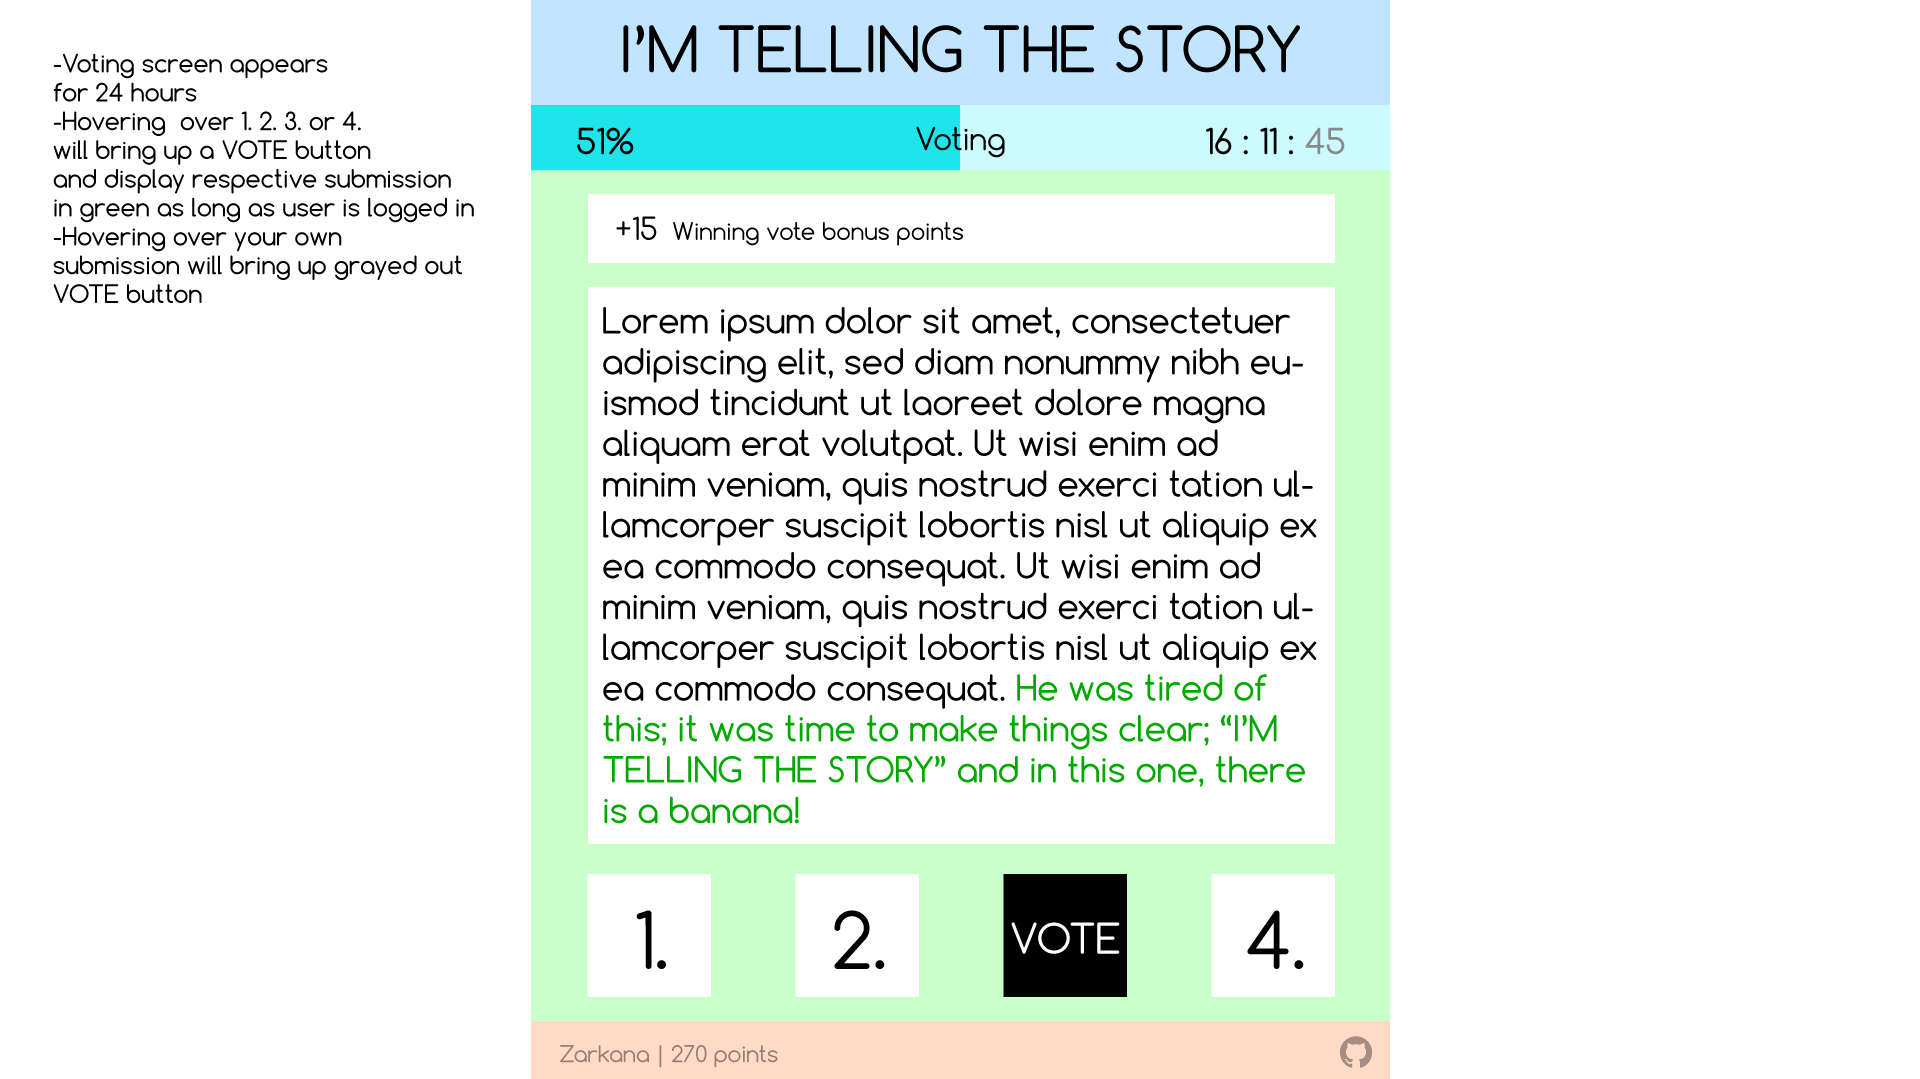 -Voting screen appears
for 24 hours
-Hovering  over 1. 2. 3. or 4.
will bring up a VOTE button
and display respective submission
in green as long as user is logged in
-Hovering over your own
submission will bring up grayed out
VOTE button
I’M TELLING THE STORY
51% Voting 16 : 11 : 45
+15 Winning vote bonus points
Lorem ipsum dolor sit amet, consectetuer
adipiscing elit, sed diam nonummy nibh eu-
ismod tincidunt ut laoreet dolore magna
aliquam erat volutpat. Ut wisi enim ad
minim veniam, quis nostrud exerci tation ul-
lamcorper suscipit lobortis nisl ut aliquip ex
ea commodo consequat. Ut wisi enim ad
minim veniam, quis nostrud exerci tation ul-
lamcorper suscipit lobortis nisl ut aliquip ex
ea commodo consequat. He was tired of
this; it was time to make things clear; “I’M
TELLING THE STORY” and in this one, there
is a banana!
1. 2. VOTE 4.
Zarkana | 270 points